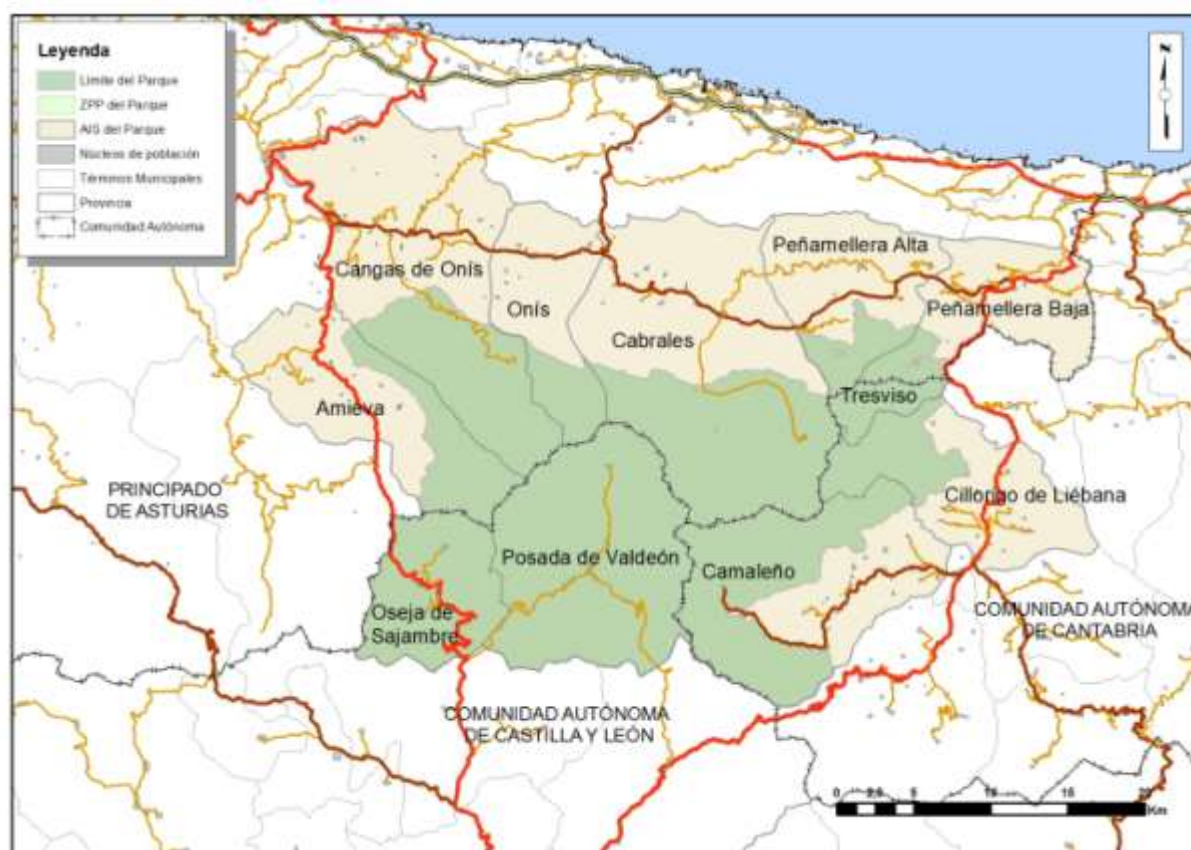 Leyenda
Límite del Parque
ZPP del Parque
AIS del Parque
Núcleos de población
Términos Municipales
Provincia
Comunidad Autónoma
N
Peñamellera Alta
Cangas de Onís
Onís
Peñamellera Baja
Cabrales
Tresviso
Amieva
PRINCIPADO
DE ASTURIAS
Cillorigo de Liébana
Posada de Valdeón
Camaleño
Oseja de
Sajambre
COMUNIDAD AUTÓNOMA
DE CANTABRIA
COMUNIDAD AUTÓNOMA
DE CASTILLA Y LEÓN
0 2,5 5 10 15 20
Km